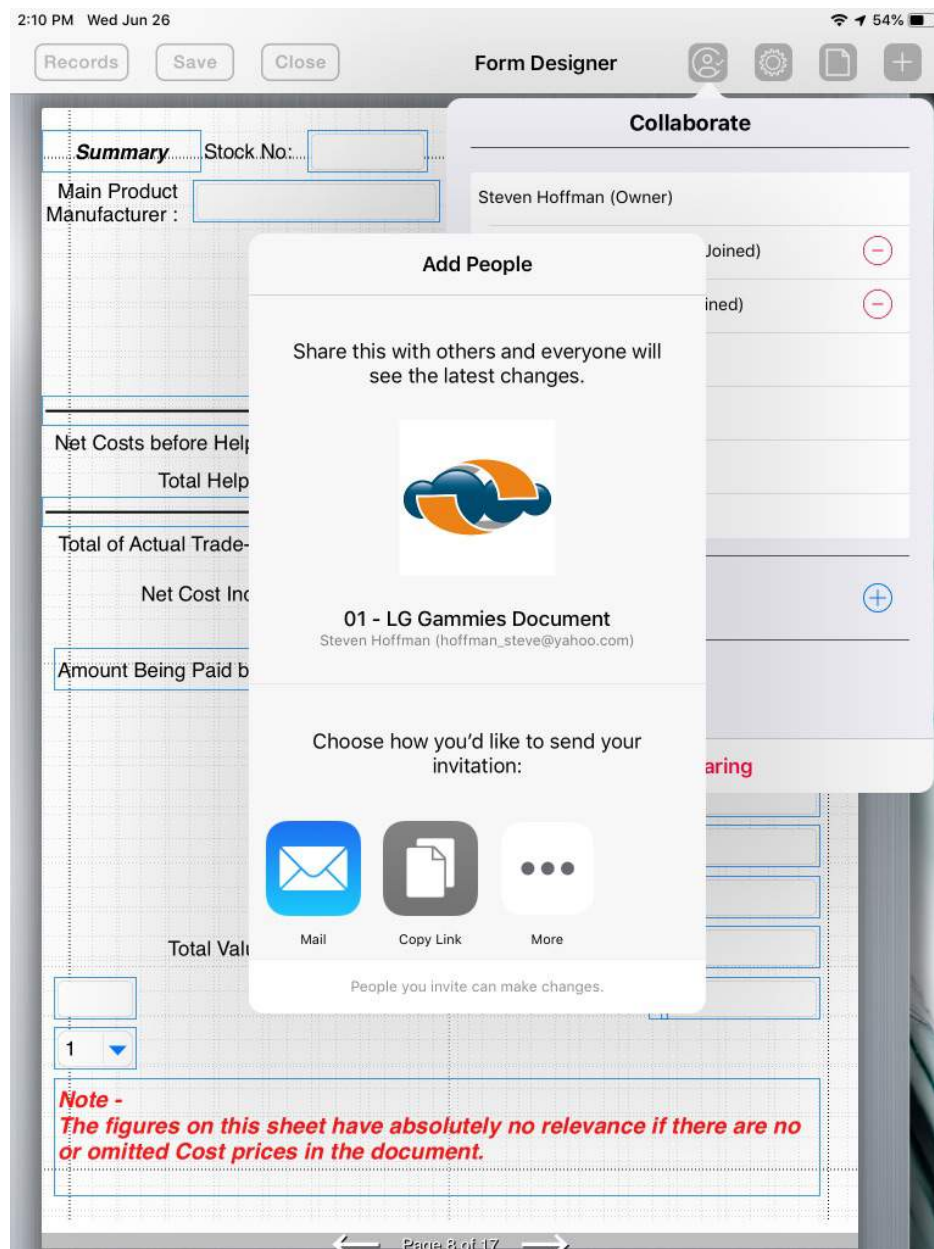 2:10 PM Wed Jun 26
54%
Records Save Close Form Designer
Collaborate
Summary Stock No:
Main Product
Manufacturer :
Steven Hoffman (Owner)
Joined)
ined)
Add People
Share this with others and everyone will
see the latest changes.
Net Costs before Help
Total Help
Total of Actual Trade-
Net Cost Inc
01 - LG Gammies Document
Steven Hoffman (hoffman_steve@yahoo.com)
Amount Being Paid b
Choose how you'd like to send your
invitation:
aring
Mail Copy Link More
Total Valu
People you invite can make changes.
1
Note -
The figures on this sheet have absolutely no relevance if there are no
or omitted Cost prices in the document.
Page 8 of 17